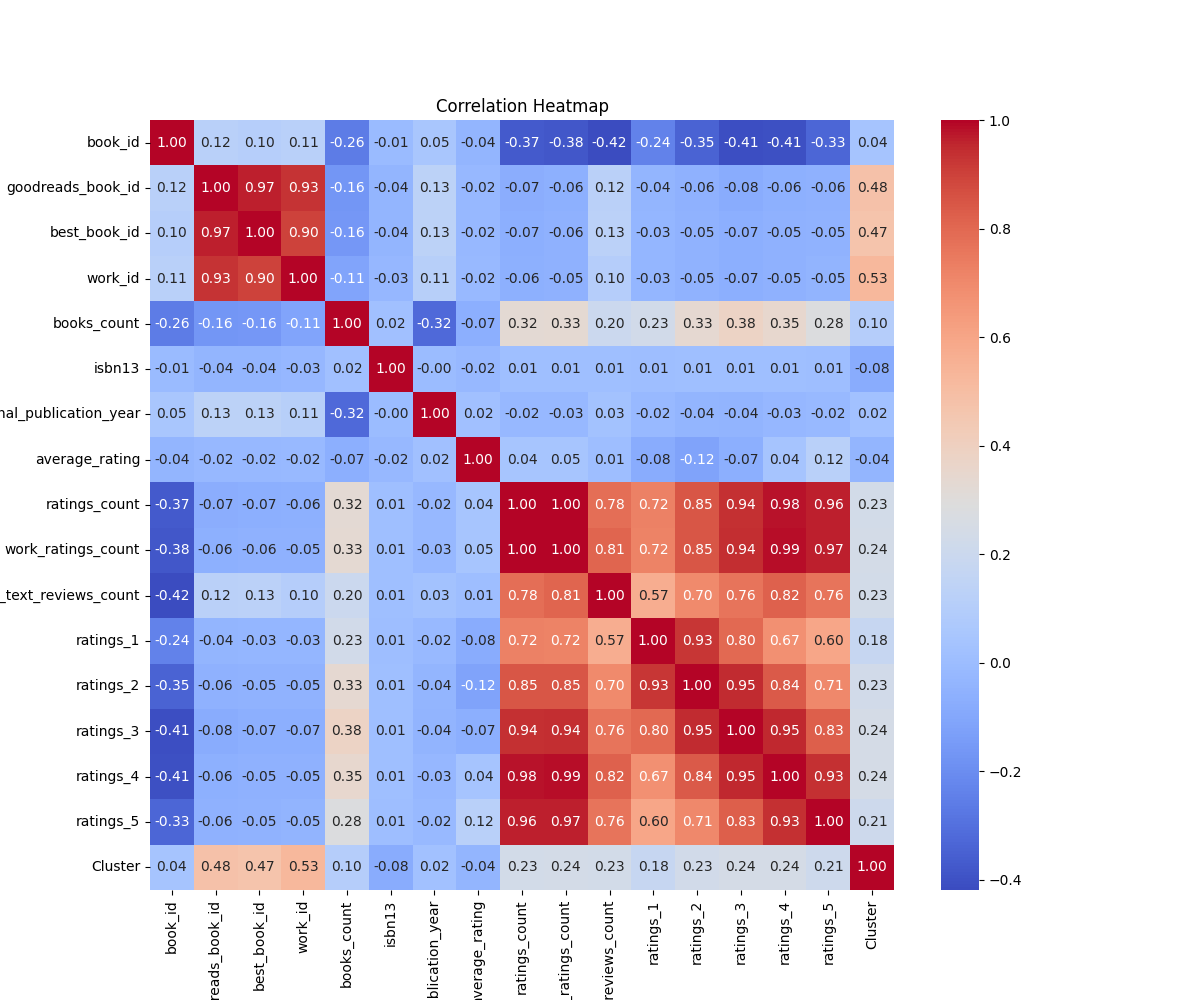 Correlation Heatmap
book_id 1.00 0.12 0.10 0.11 -0.26 -0.01 0.05 -0.04 -0.37 -0.38 -0.42 -0.24 -0.35 -0.41 -0.41 -0.33 0.04
goodreads_book_id 0.12 1.00 0.97 0.93 -0.16 -0.04 0.13 -0.02 -0.07 -0.06 0.12 -0.04 -0.06 -0.08 -0.06 -0.06 0.48
best_book_id 0.10 0.97 1.00 0.90 -0.16 -0.04 0.13 -0.02 -0.07 -0.06 0.13 -0.03 -0.05 -0.07 -0.05 -0.05 0.47
work_id 0.11 0.93 0.90 1.00 -0.11 -0.03 0.11 -0.02 -0.06 -0.05 0.10 -0.03 -0.05 -0.07 -0.05 -0.05 0.53
books_count -0.26 -0.16 -0.16 -0.11 1.00 0.02 -0.32 -0.07 0.32 0.33 0.20 0.23 0.33 0.38 0.35 0.28 0.10
isbn13 -0.01 -0.04 -0.04 -0.03 0.02 1.00 -0.00 -0.02 0.01 0.01 0.01 0.01 0.01 0.01 0.01 0.01 -0.08
nal_publication_year 0.05 0.13 0.13 0.11 -0.32 -0.00 1.00 0.02 -0.02 -0.03 0.03 -0.02 -0.04 -0.04 -0.03 -0.02 0.02
average_rating -0.04 -0.02 -0.02 -0.02 -0.07 -0.02 0.02 1.00 0.04 0.05 0.01 -0.08 -0.12 -0.07 0.04 0.12 -0.04
ratings_count -0.37 -0.07 -0.07 -0.06 0.32 0.01 -0.02 0.04 1.00 1.00 0.78 0.72 0.85 0.94 0.98 0.96 0.23
work_ratings_count -0.38 -0.06 -0.06 -0.05 0.33 0.01 -0.03 0.05 1.00 1.00 0.81 0.72 0.85 0.94 0.99 0.97 0.24
_text_reviews_count -0.42 0.12 0.13 0.10 0.20 0.01 0.03 0.01 0.78 0.81 1.00 0.57 0.70 0.76 0.82 0.76 0.23
ratings_1 -0.24 -0.04 -0.03 -0.03 0.23 0.01 -0.02 -0.08 0.72 0.72 0.57 1.00 0.93 0.80 0.67 0.60 0.18
ratings_2 -0.35 -0.06 -0.05 -0.05 0.33 0.01 -0.04 -0.12 0.85 0.85 0.70 0.93 1.00 0.95 0.84 0.71 0.23
ratings_3 -0.41 -0.08 -0.07 -0.07 0.38 0.01 -0.04 -0.07 0.94 0.94 0.76 0.80 0.95 1.00 0.95 0.83 0.24
ratings_4 -0.41 -0.06 -0.05 -0.05 0.35 0.01 -0.03 0.04 0.98 0.99 0.82 0.67 0.84 0.95 1.00 0.93 0.24
ratings_5 -0.33 -0.06 -0.05 -0.05 0.28 0.01 -0.02 0.12 0.96 0.97 0.76 0.60 0.71 0.83 0.93 1.00 0.21
Cluster 0.04 0.48 0.47 0.53 0.10 -0.08 0.02 -0.04 0.23 0.24 0.23 0.18 0.23 0.24 0.24 0.21 1.00
book_id
reads_book_id
best_book_id
work_id
books_count
isbn13
blication_year
average_rating
ratings_count
_ratings_count
reviews_count
ratings_1
ratings_2
ratings_3
ratings_4
ratings_5
Cluster
1.0
0.8
0.6
0.4
0.2
0.0
−0.2
−0.4